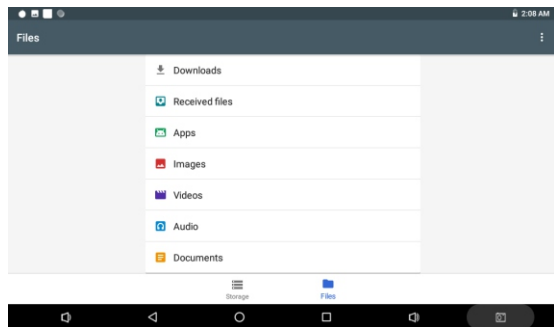 2:08 AM
Files
Downloads
Received files
Apps
Images
Videos
Audio
Documents
Storage
Files